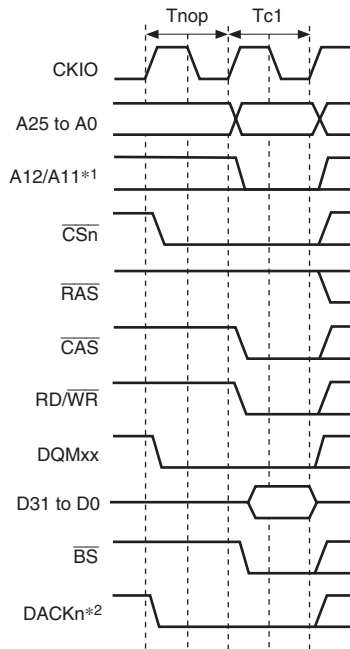 Tnop Tc1
CKIO
A25 to A0
A12/A11*1
CSn
RAS
CAS
RD/WR
DQMxx
D31 to D0
BS
DACKn*2